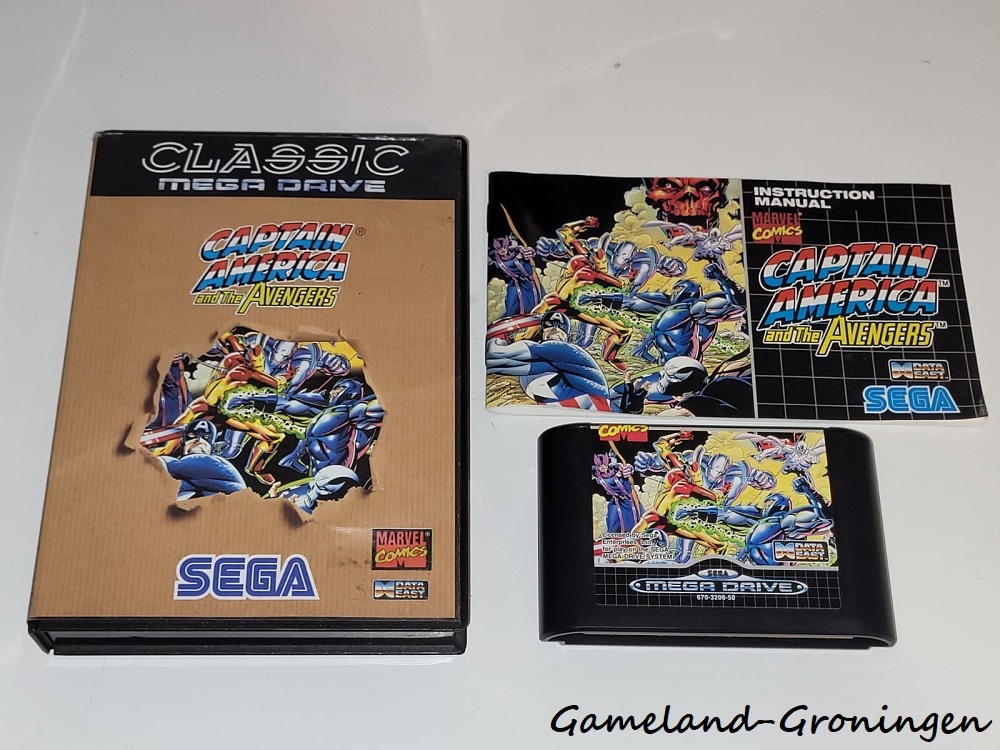 CLASSIC
MEGA DRIVE
CAPTAIN ®
AMERICA
and The AVENGERS
MARVEL
COMICS
M
SEGA
DATA
EAST
INSTRUCTION
MANUAL
MARVEL
COMICS
M
CAPTAIN TM
AMERICA
and The AVENGERS TM
DATA
EAST
SEGA
COMICS
M
Licensed by Sega
Enterprises, Ltd.
for play on the SEGA
MEGA DRIVE SYSTEM.
DATA
EAST
SEGA
MEGA DRIVE
670-3206-50
Gameland-Groningen